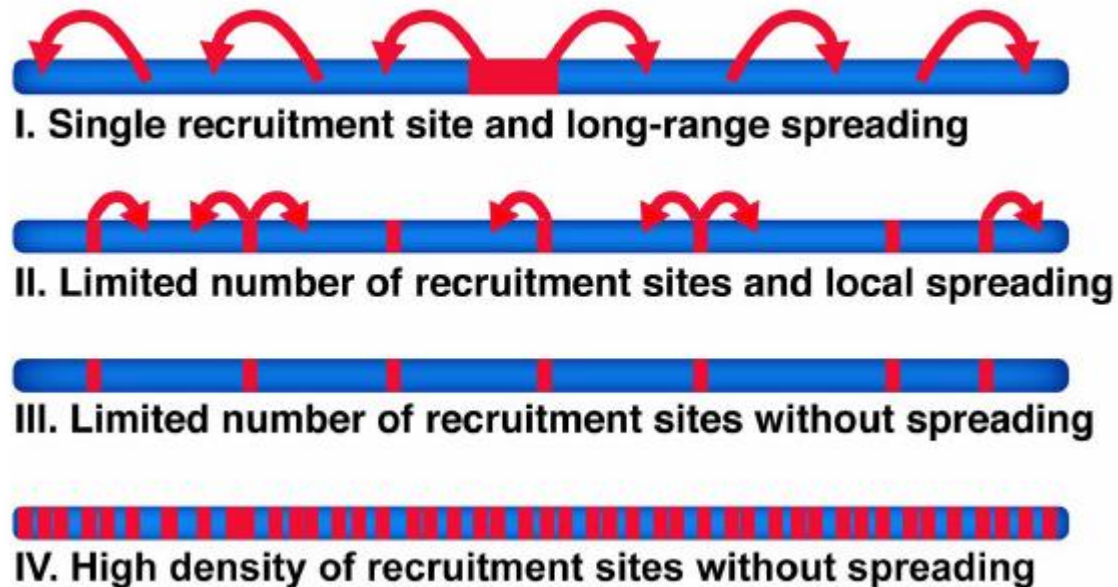 I. Single recruitment site and long-range spreading
II. Limited number of recruitment sites and local spreading
III. Limited number of recruitment sites without spreading
IV. High density of recruitment sites without spreading